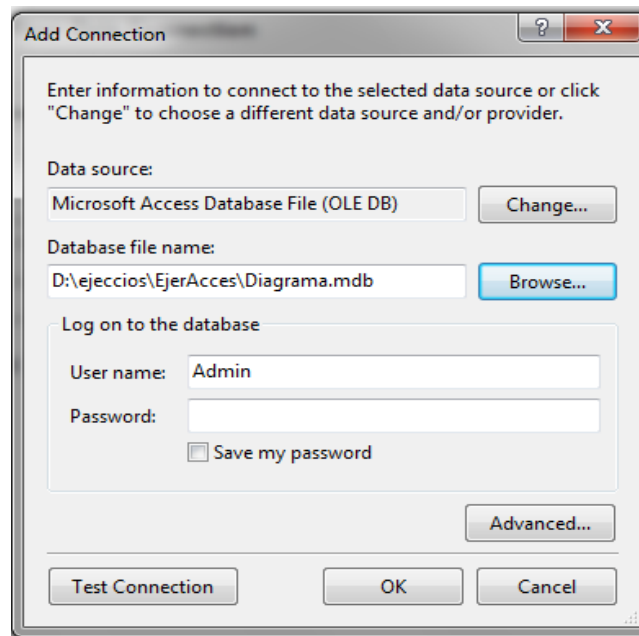 Add Connection
Enter information to connect to the selected data source or click
"Change" to choose a different data source and/or provider.
Data source:
Microsoft Access Database File (OLE DB)
Change...
Database file name:
D:\ejeccios\EjerAcces\Diagrama.mdb
Browse...
Log on to the database
User name:
Admin
Password:
Save my password
Advanced...
Test Connection
OK
Cancel